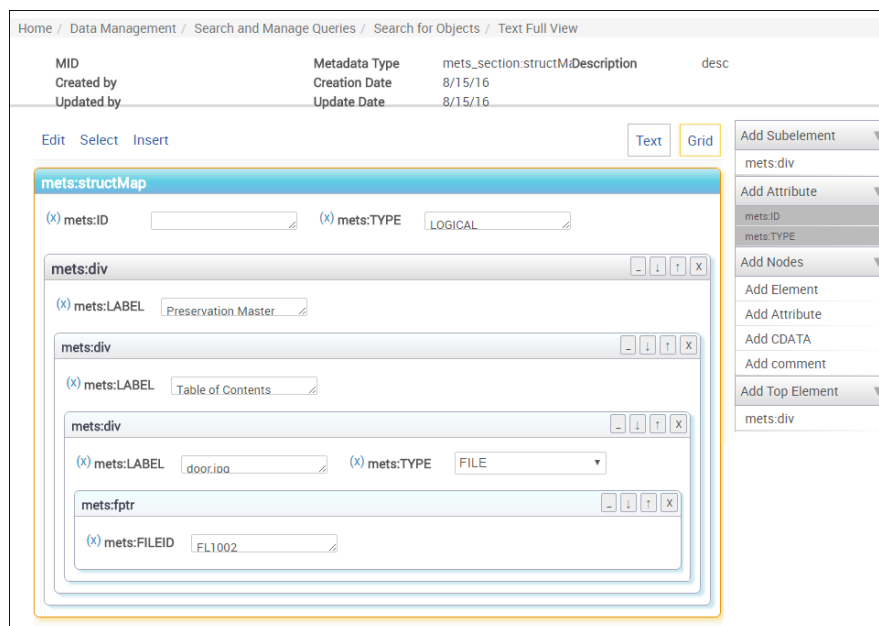 Home / Data Management / Search and Manage Queries / Search for Objects / Text Full View
MID Metadata Type mets_section:structMa Description desc
Created by Creation Date 8/15/16
Updated by Update Date 8/15/16
Edit Select Insert Text Grid
mets:structMap
(x) mets:ID (x) mets:TYPE LOGICAL
mets:div _ ↓ ↑ X
(x) mets:LABEL Preservation Master
mets:div _ ↓ ↑ X
(x) mets:LABEL Table of Contents
mets:div _ ↓ ↑ X
(x) mets:LABEL door.jpg (x) mets:TYPE FILE
mets:fptr _ ↓ ↑ X
(x) mets:FILEID FL1002
Add Subelement
mets:div
Add Attribute
mets:ID
mets:TYPE
Add Nodes
Add Element
Add Attribute
Add CDATA
Add comment
Add Top Element
mets:div